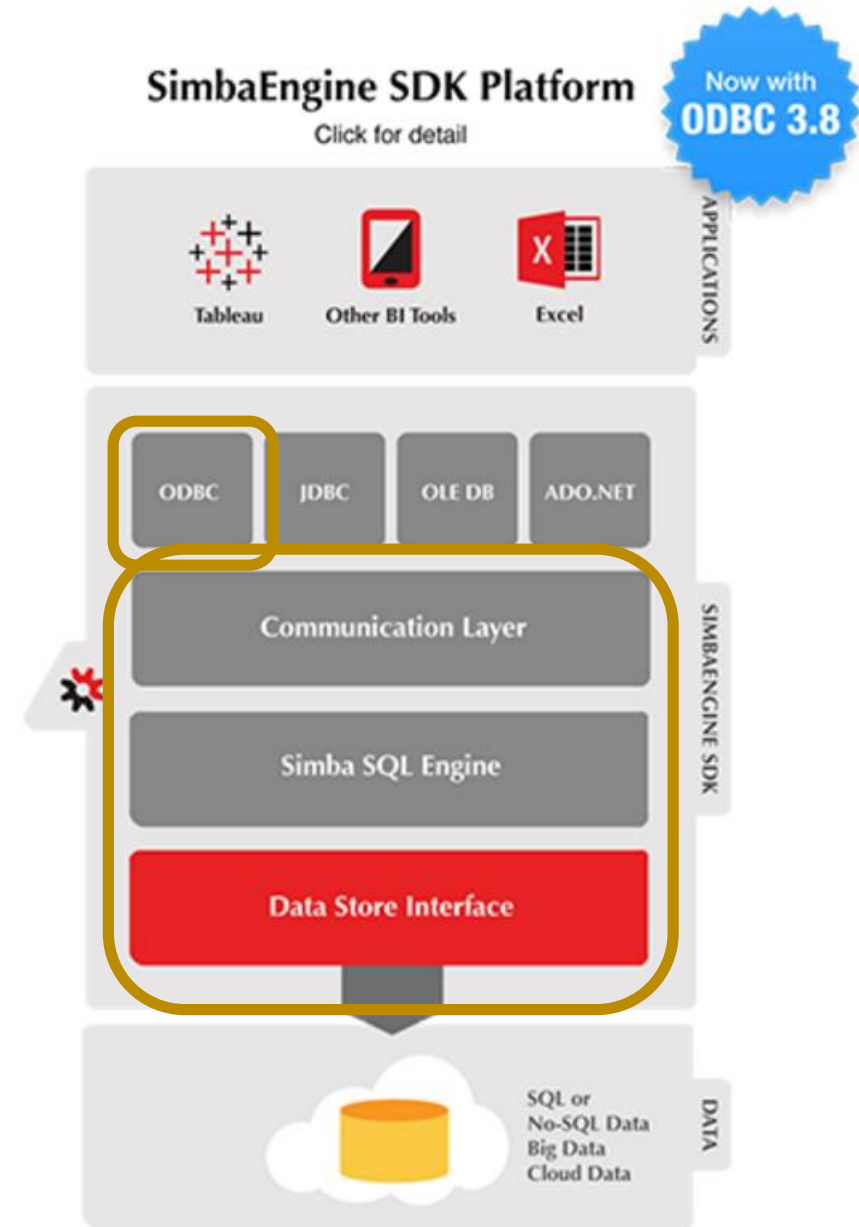 SimbaEngine SDK Platform
Click for detail
Now with
ODBC 3.8
Tableau
Other BI Tools
X
Excel
APPLICATIONS
ODBC
JDBC
OLE DB
ADO.NET
Communication Layer
Simba SQL Engine
Data Store Interface
SIMBAENGINE SDK
SQL or
No-SQL Data
Big Data
Cloud Data
DATA